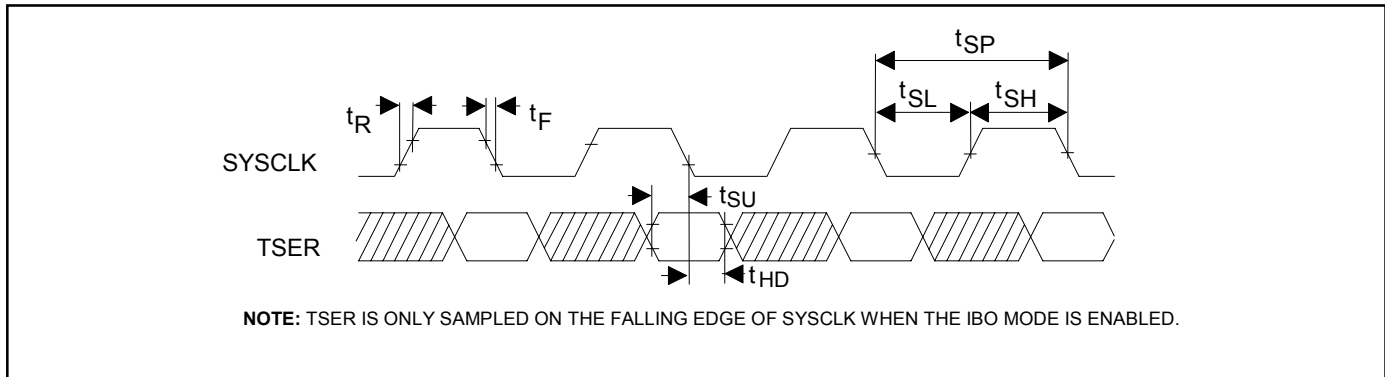 tSP
tSL tSH
tR tF
SYSCLK
tSU
TSER
tHD
NOTE: TSER IS ONLY SAMPLED ON THE FALLING EDGE OF SYSCLK WHEN THE IBO MODE IS ENABLED.